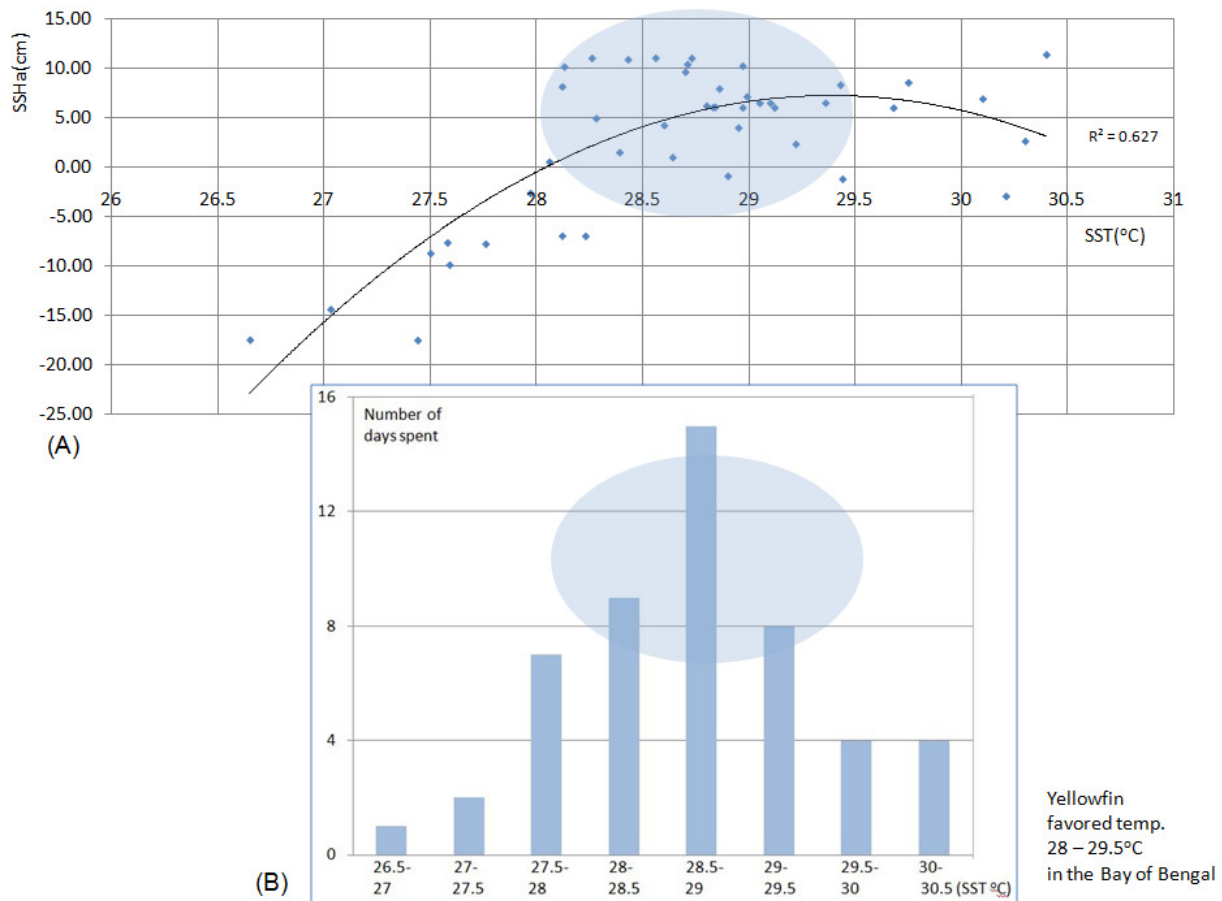 15.00
SSHa(cm)
10.00
5.00
0.00
R² = 0.627
26 26.5 27 27.5 28 28.5 29 29.5 30 30.5 31
-5.00
SST(°C)
-10.00
-15.00
-20.00
-25.00
(A)
16
Number of
days spent
12
8
4
0
26.5- 27- 27.5- 28- 28.5- 29- 29.5- 30-
27 27.5 28 28.5 29 29.5 30 30.5 (SST °C)
(B)
Yellowfin
favored temp.
28 – 29.5°C
in the Bay of Bengal